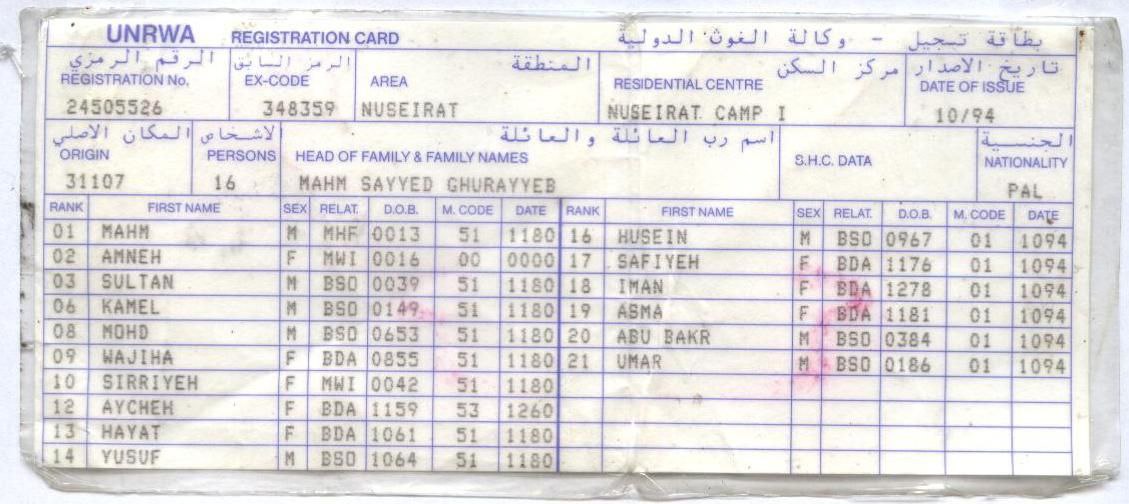 UNRWA REGISTRATION CARD بطاقة تسجيل - وكالة الغوث الدولية
الرقم الرمزي الرمز السابق المنطقة مركز السكن تاريخ الاصدار
REGISTRATION No. EX-CODE AREA RESIDENTIAL CENTRE DATE OF ISSUE
24505526 348359 NUSEIRAT NUSEIRAT CAMP I 10/94
المكان الاصلي الاشخاص اسم رب العائلة والعائلة الجنسية
ORIGIN PERSONS HEAD OF FAMILY & FAMILY NAMES S.H.C. DATA NATIONALITY
31107 16 MAHM SAYYED GHURAYYEB PAL
RANK FIRST NAME SEX RELAT. D.O.B. M. CODE DATE RANK FIRST NAME SEX RELAT. D.O.B. M. CODE DATE
01 MAHM M MHF 0013 51 1180 16 HUSEIN M BSO 0967 01 1094
02 AMNEH F MWI 0016 00 0000 17 SAFIYEH F BDA 1176 01 1094
03 SULTAN M BSO 0039 51 1180 18 IMAN F BDA 1278 01 1094
06 KAMEL M BSO 0149 51 1180 19 ASMA F BDA 1181 01 1094
08 MOHD M BSO 0653 51 1180 20 ABU BAKR M BSO 0384 01 1094
09 WAJIHA F BDA 0855 51 1180 21 UMAR M BSO 0186 01 1094
10 SIRRIYEH F MWI 0042 51 1180
12 AYCHEH F BDA 1159 53 1260
13 HAYAT F BDA 1061 51 1180
14 YUSUF M BSO 1064 51 1180